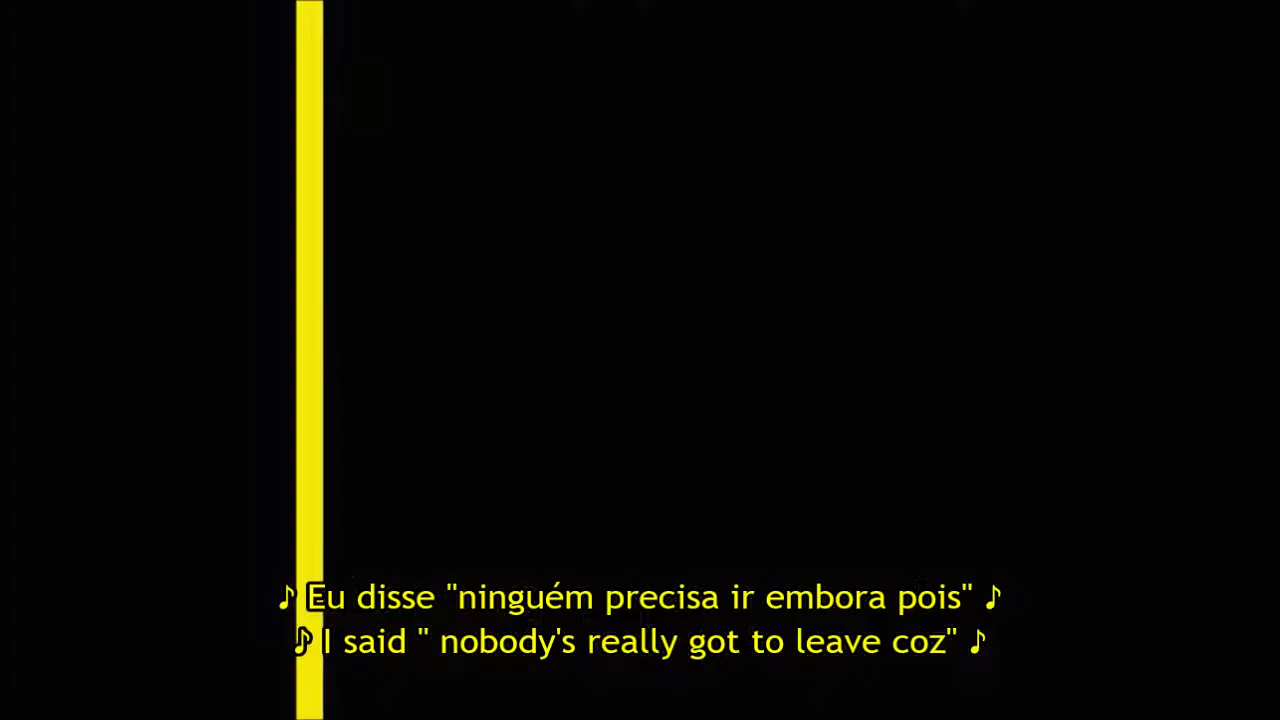 ♪ Eu disse "ninguém precisa ir embora pois" ♪
♪ I said " nobody's really got to leave coz" ♪